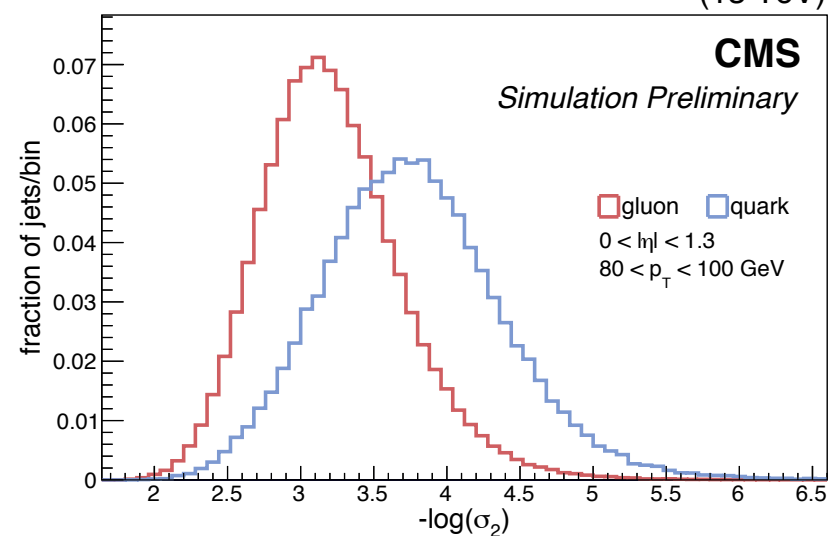 (13 TeV)
CMS
Simulation Preliminary
gluon quark
0 < |η| < 1.3
80 < p_T < 100 GeV
fraction of jets/bin
0.07
0.06
0.05
0.04
0.03
0.02
0.01
0
2 2.5 3 3.5 4 4.5 5 5.5 6 6.5
-log(σ₂)